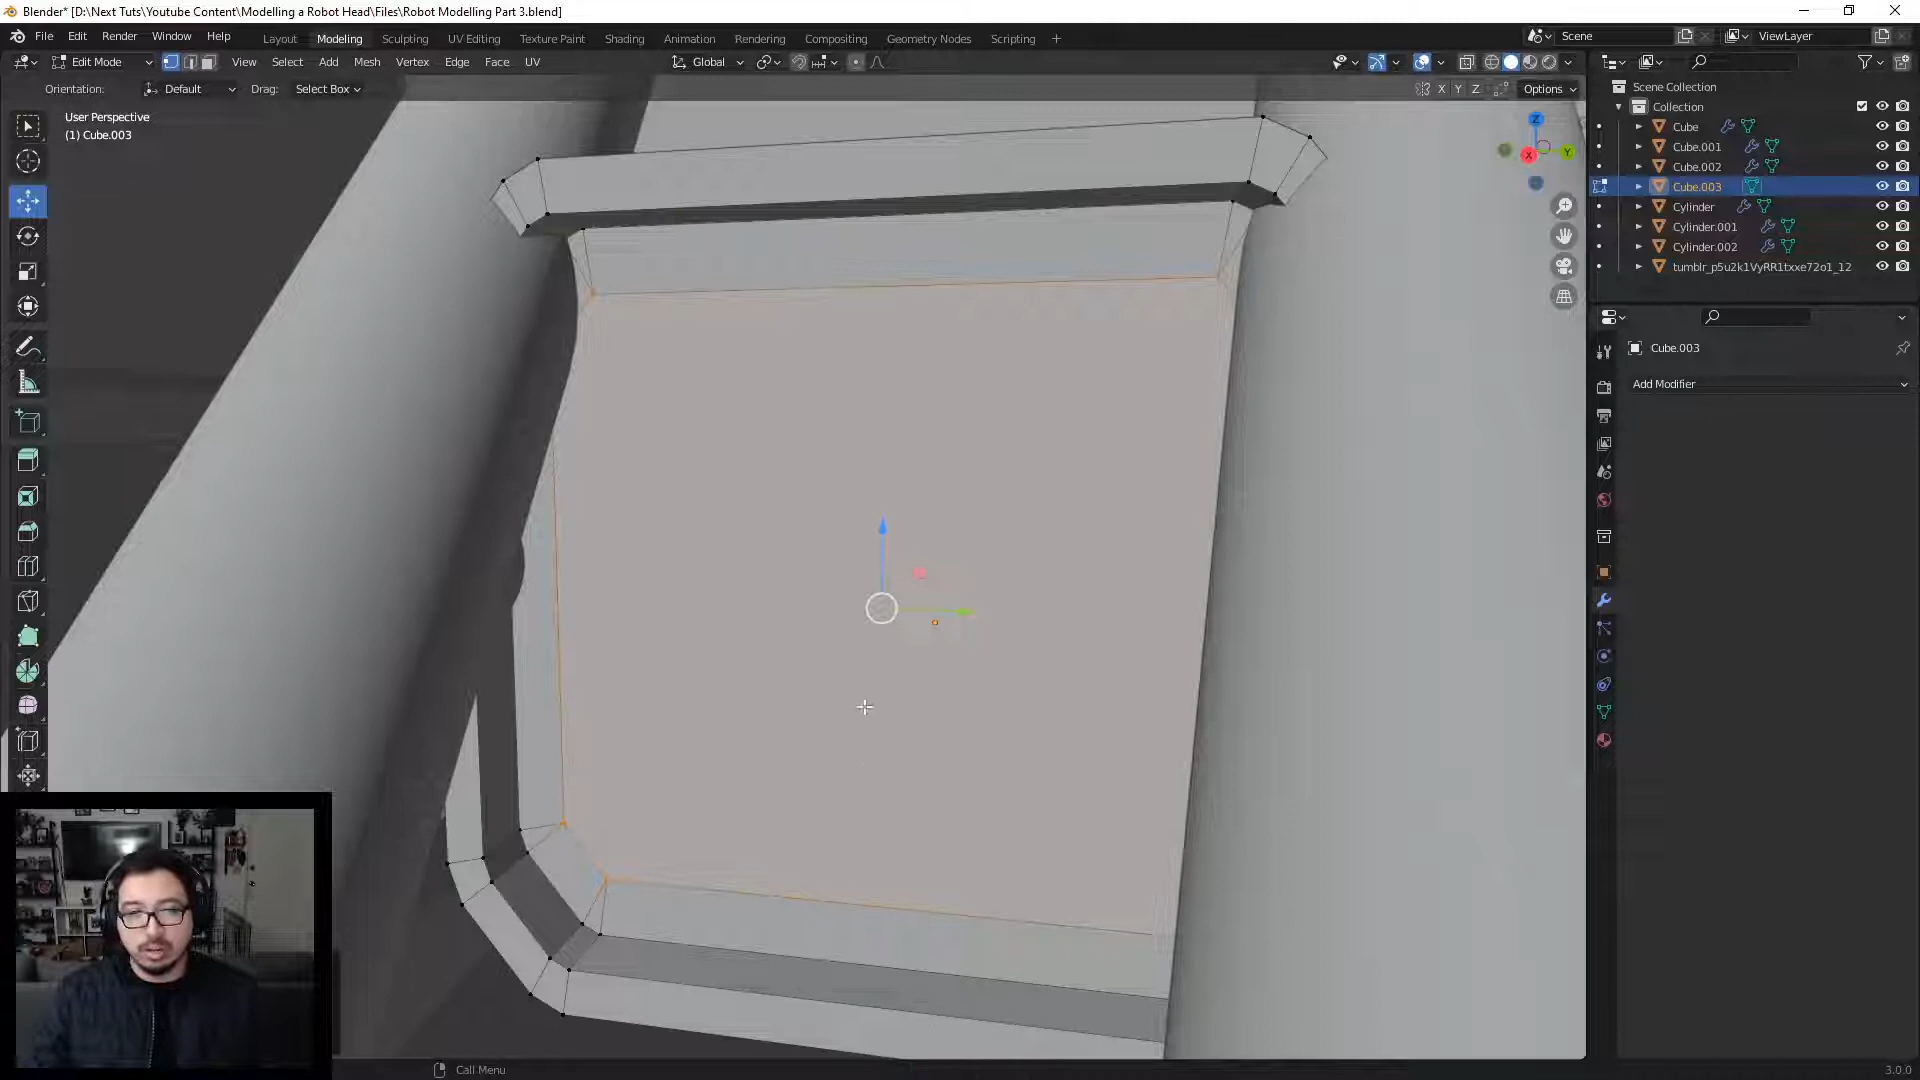 Blender* [D:\Next Tuts\Youtube Content\Modelling a Robot Head\Files\Robot Modelling Part 3.blend]
File Edit Render Window Help
Layout Modeling Sculpting UV Editing Texture Paint Shading Animation Rendering Compositing Geometry Nodes Scripting +
Scene
ViewLayer
Edit Mode
View Select Add Mesh Vertex Edge Face UV
Global
Orientation: Default Drag: Select Box
X Y Z
Options
User Perspective
(1) Cube.003
Z
X
Y
Scene Collection
Collection
Cube
Cube.001
Cube.002
Cube.003
Cylinder
Cylinder.001
Cylinder.002
tumblr_p5u2k1VyRR1txxe72o1_12
Cube.003
Add Modifier
Call Menu
3.0.0